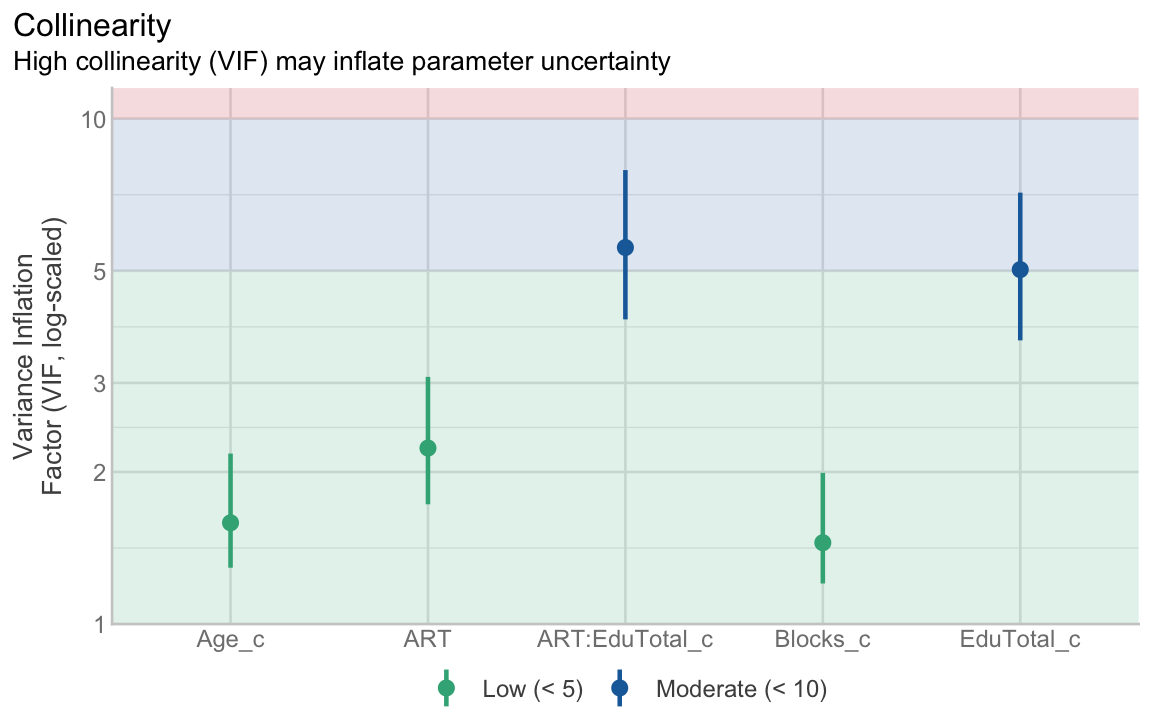 Collinearity
High collinearity (VIF) may inflate parameter uncertainty
Variance Inflation
Factor (VIF, log-scaled)
10
5
3
2
1
Age_c
ART
ART:EduTotal_c
Blocks_c
EduTotal_c
Low (< 5)
Moderate (< 10)